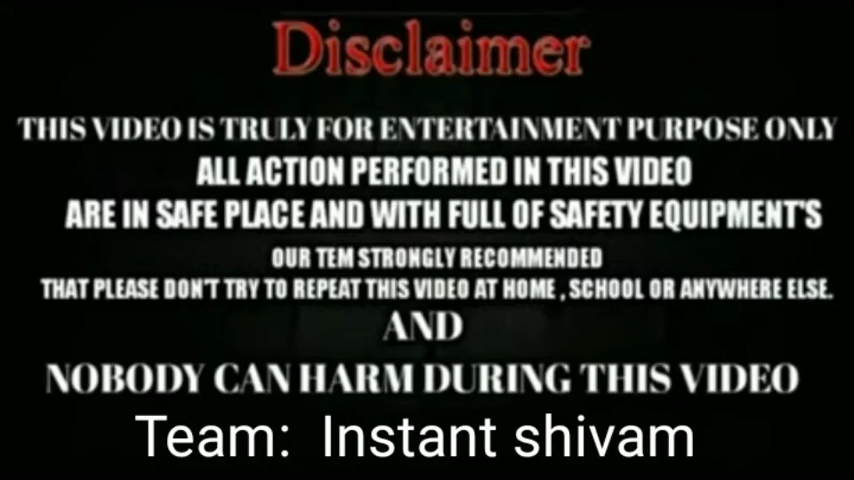 Disclaimer
THIS VIDEO IS TRULY FOR ENTERTAINMENT PURPOSE ONLY
ALL ACTION PERFORMED IN THIS VIDEO
ARE IN SAFE PLACE AND WITH FULL OF SAFETY EQUIPMENT'S
OUR TEM STRONGLY RECOMMENDED
THAT PLEASE DON'T TRY TO REPEAT THIS VIDEO AT HOME , SCHOOL OR ANYWHERE ELSE.
AND
NOBODY CAN HARM DURING THIS VIDEO
Team: Instant shivam